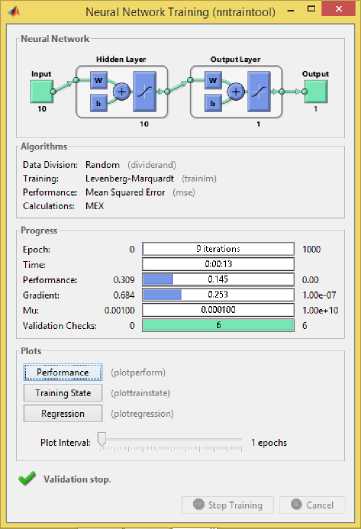 Neural Network Training (nntraintool)
Neural Network
Hidden Layer
Output Layer
Input
Output
W
b
W
b
10
10
1
1
Algorithms
Data Division: Random (dividerand)
Training: Levenberg-Marquardt (trainlm)
Performance: Mean Squared Error (mse)
Calculations: MEX
Progress
Epoch: 0 9 iterations 1000
Time: 0:00:13
Performance: 0.309 0.145 0.00
Gradient: 0.684 0.253 1.00e-07
Mu: 0.00100 0.000100 1.00e+10
Validation Checks: 0 6 6
Plots
Performance (plotperform)
Training State (plottrainstate)
Regression (plotregression)
Plot Interval: 1 epochs
Validation stop.
Stop Training Cancel